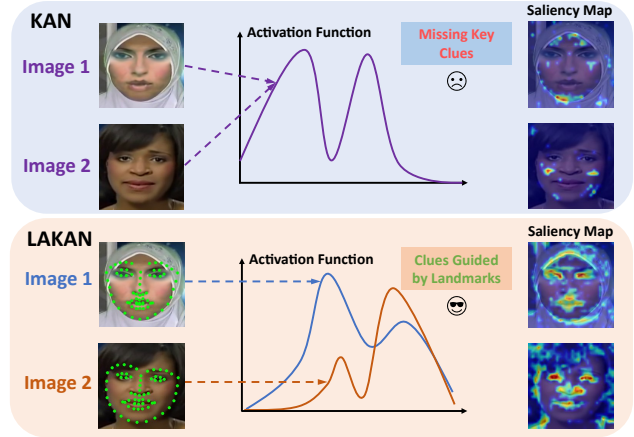 KAN
Activation Function
Missing Key
Clues
Saliency Map
Image 1
Image 2
LAKAN
Activation Function
Clues Guided
by Landmarks
Saliency Map
Image 1
Image 2